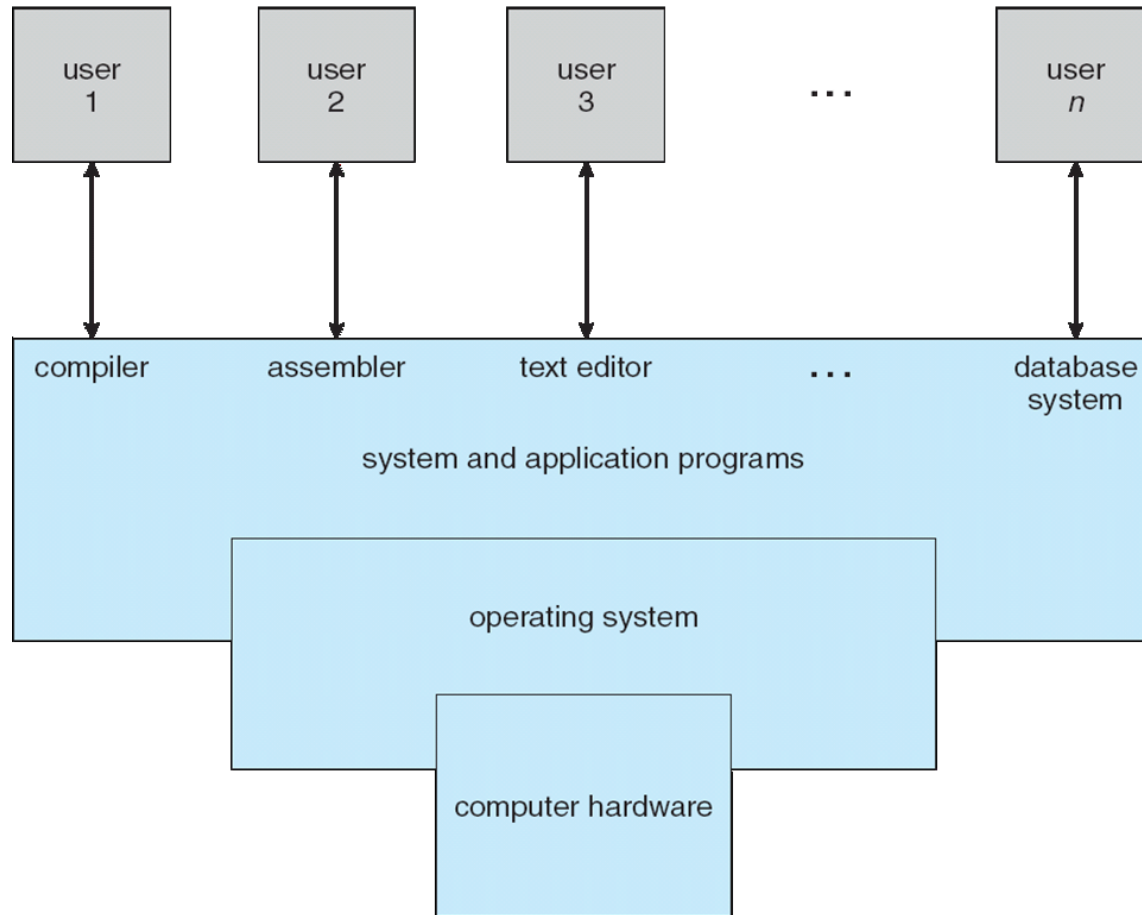 user
1
user
2
user
3
...
user
n
compiler
assembler
text editor
...
database
system
system and application programs
operating system
computer hardware